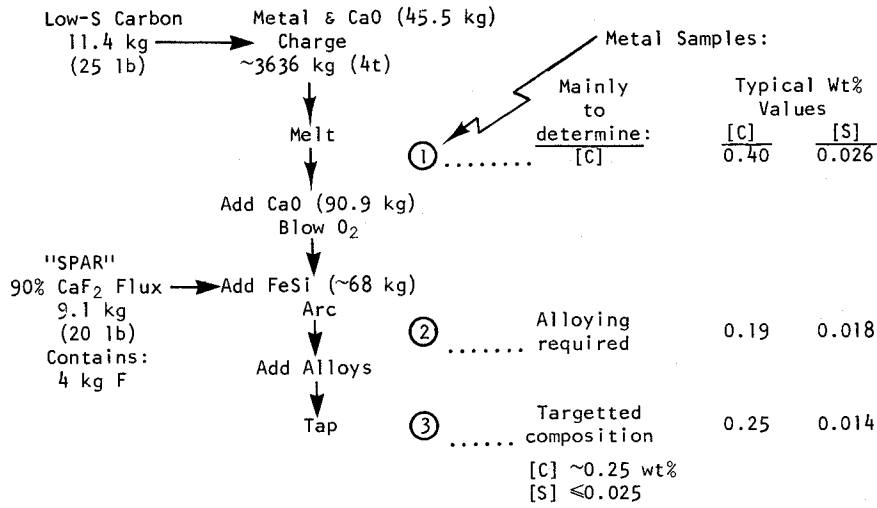 Low-S Carbon
11.4 kg
(25 lb)
Metal & CaO (45.5 kg)
Charge
~3636 kg (4t)
Melt
Add CaO (90.9 kg)
Blow O2
"SPAR"
90% CaF2 Flux
9.1 kg
(20 lb)
Contains:
4 kg F
Add FeSi (~68 kg)
Arc
Add Alloys
Tap
Metal Samples:
Mainly
to
determine:
Typical Wt%
Values
[C] [S]
1 ........ [C] 0.40 0.026
2 ....... Alloying
required 0.19 0.018
3 ...... Targetted
composition 0.25 0.014
[C] ~0.25 wt%
[S] ⩽0.025